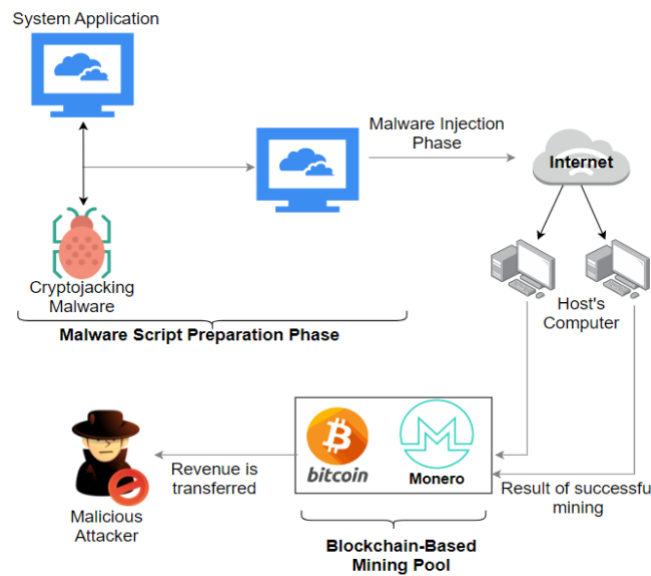 System Application
Malware Injection
Phase
Internet
Cryptojacking
Malware
Host's
Computer
Malware Script Preparation Phase
bitcoin
Monero
Revenue is
transferred
Result of successfu
mining
Malicious
Attacker
Blockchain-Based
Mining Pool